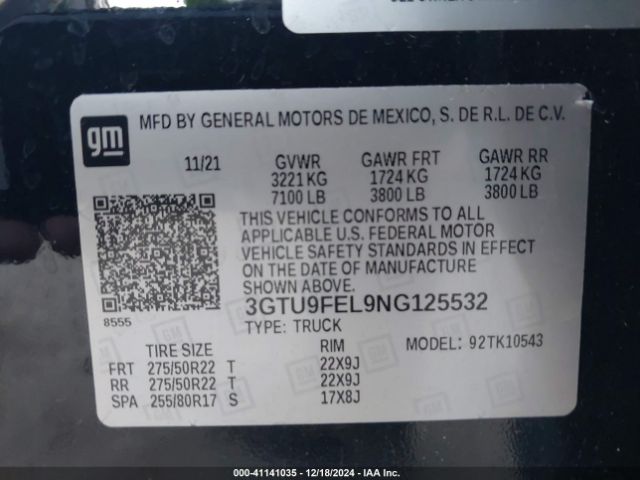 gm
MFD BY GENERAL MOTORS DE MEXICO, S. DE R.L. DE C.V.
11/21 GVWR GAWR FRT GAWR RR
3221 KG 1724 KG 1724 KG
7100 LB 3800 LB 3800 LB
THIS VEHICLE CONFORMS TO ALL
APPLICABLE U.S. FEDERAL MOTOR
VEHICLE SAFETY STANDARDS IN EFFECT
ON THE DATE OF MANUFACTURE
SHOWN ABOVE.
8555
3GTU9FEL9NG125532
TYPE: TRUCK
TIRE SIZE RIM MODEL: 92TK10543
FRT 275/50R22 T 22X9J
RR 275/50R22 T 22X9J
SPA 255/80R17 S 17X8J
000-41141035 - 12/18/2024 - IAAI.com